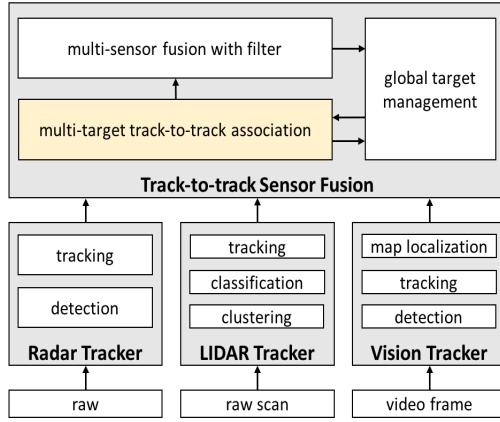 multi-sensor fusion with filter
global target
management
multi-target track-to-track association
Track-to-track Sensor Fusion
tracking
detection
Radar Tracker
tracking
classification
clustering
LIDAR Tracker
map localization
tracking
detection
Vision Tracker
raw
raw scan
video frame